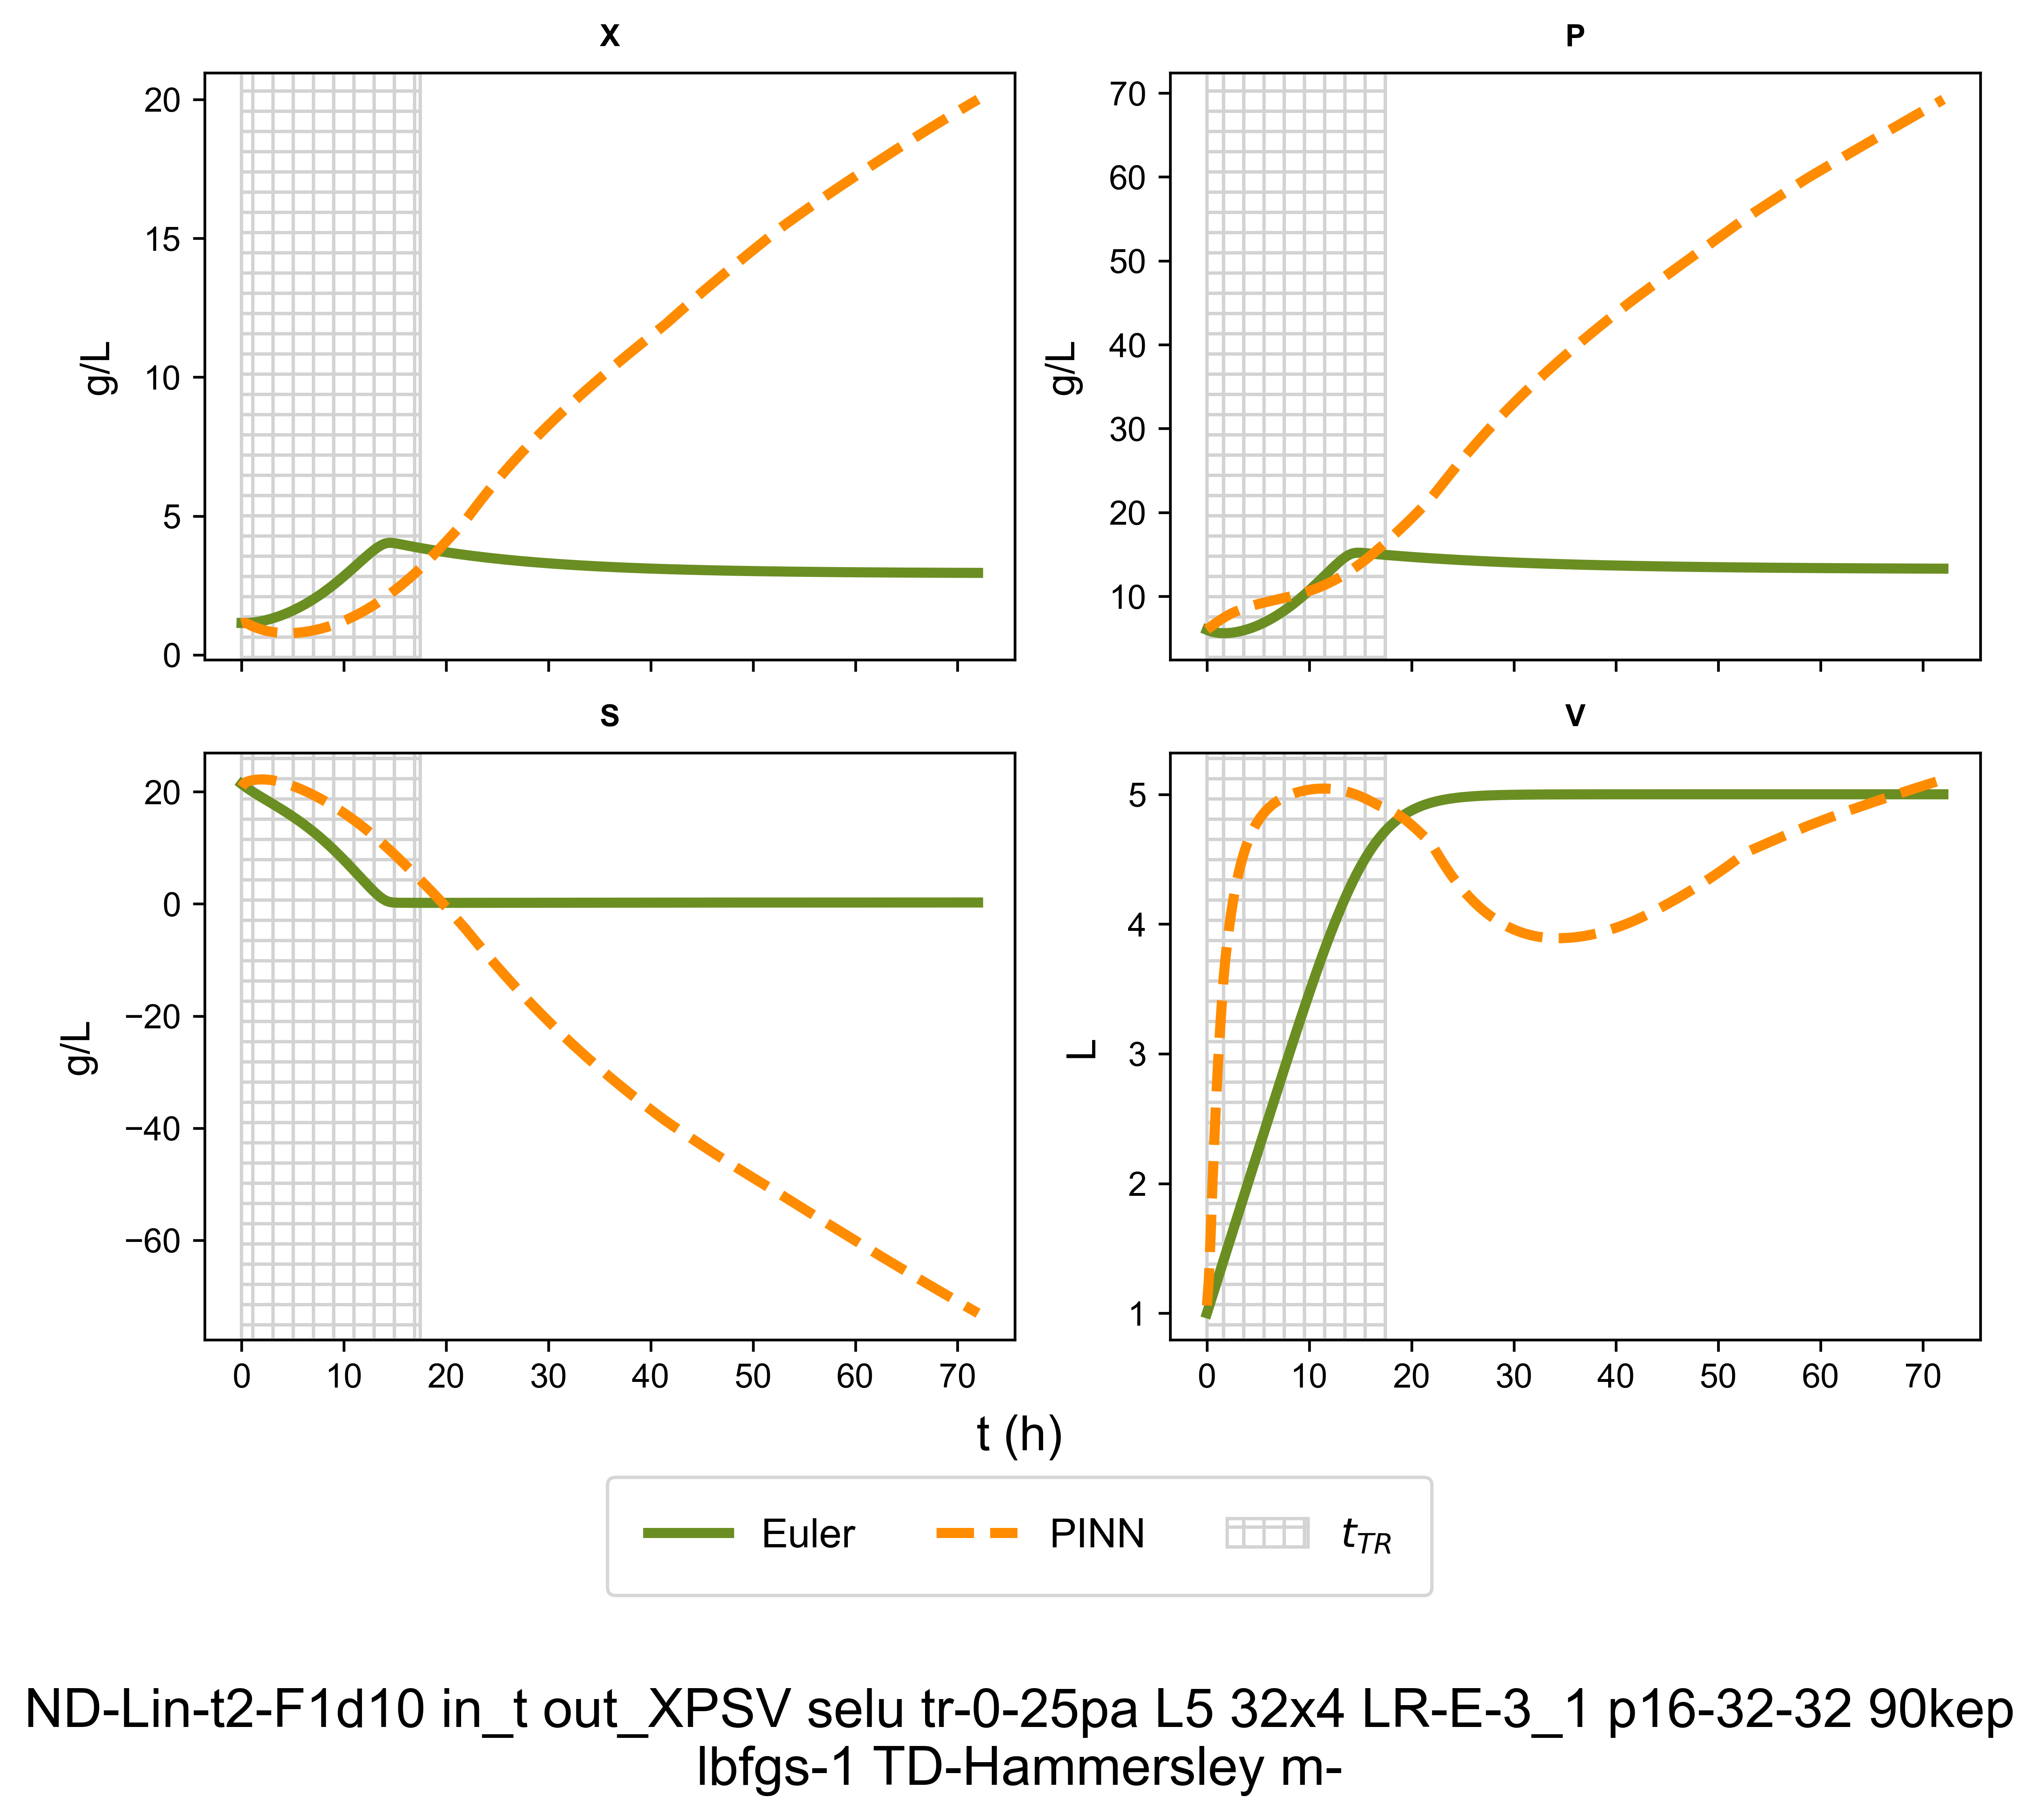 X
P
20
15
10
5
0
g/L
70
60
50
40
30
20
10
g/L
S
V
20
0
−20
−40
−60
g/L
5
4
3
2
1
L
0 10 20 30 40 50 60 70
0 10 20 30 40 50 60 70
t (h)
Euler PINN tTR
ND-Lin-t2-F1d10 in_t out_XPSV selu tr-0-25pa L5 32x4 LR-E-3_1 p16-32-32 90kep
lbfgs-1 TD-Hammersley m-